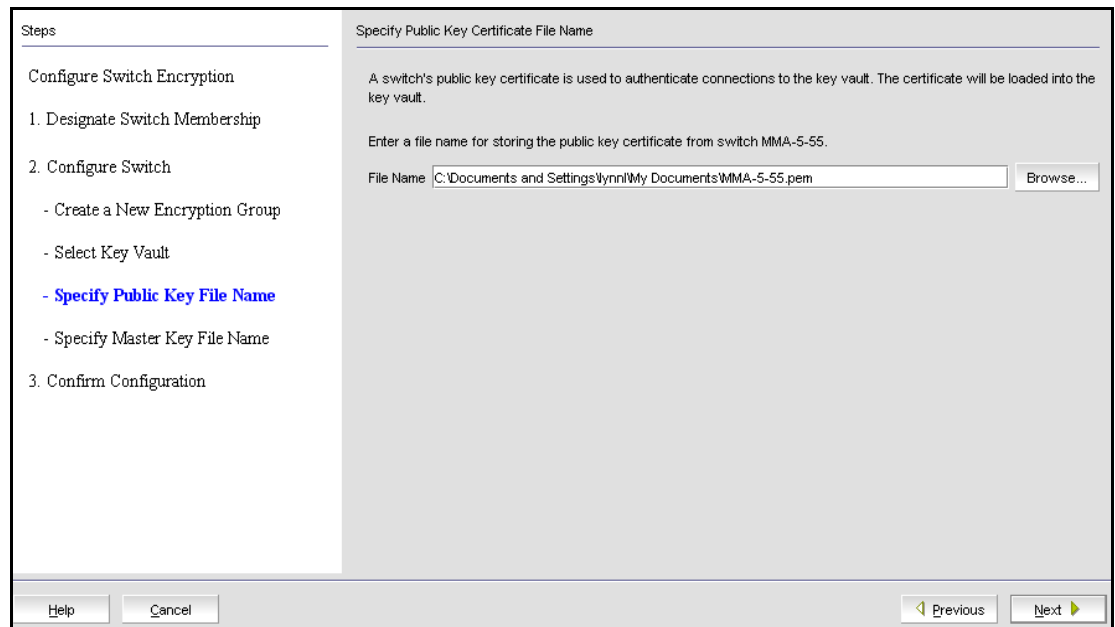 Steps
Configure Switch Encryption
1. Designate Switch Membership
2. Configure Switch
- Create a New Encryption Group
- Select Key Vault
- Specify Public Key File Name
- Specify Master Key File Name
3. Confirm Configuration
Specify Public Key Certificate File Name
A switch's public key certificate is used to authenticate connections to the key vault. The certificate will be loaded into the
key vault.
Enter a file name for storing the public key certificate from switch MMA-5-55.
File Name C:\Documents and Settings\lynnl\My Documents\MMA-5-55.pem Browse...
Help Cancel Previous Next